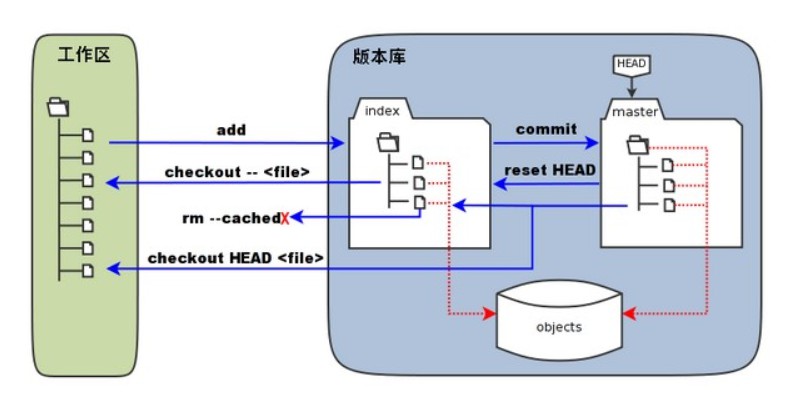 工作区
版本库
HEAD
index
master
add
commit
checkout -- <file>
reset HEAD
rm --cachedX
checkout HEAD <file>
objects